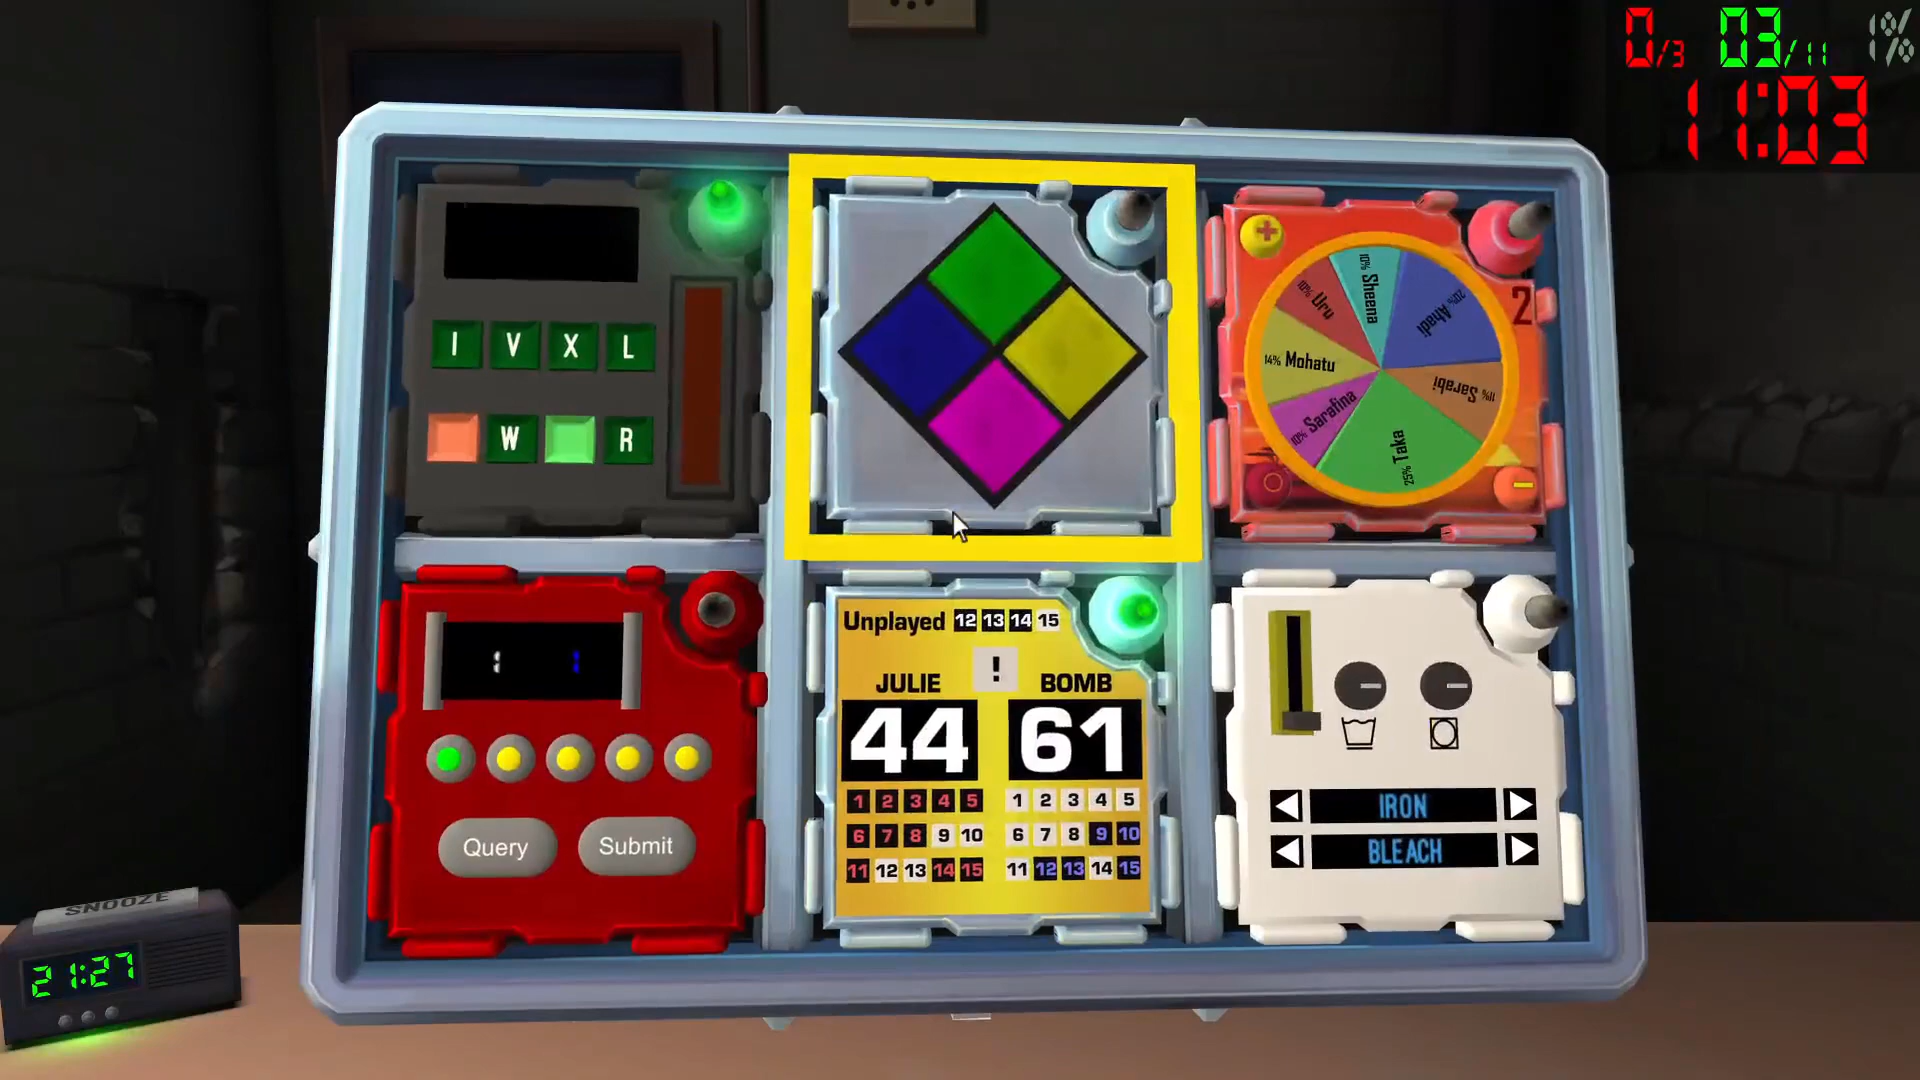 0/3 03/11 1%
11:03
I V X L
W R
+
2
10% Uru
10% Sheena
20% Ahadi
14% Mohatu
11% Sarabi
10% Sarafina
25% Taka
1 1
Query Submit
Unplayed 12 13 14 15
!
JULIE BOMB
44 61
1 2 3 4 5 1 2 3 4 5
6 7 8 9 10 6 7 8 9 10
11 12 13 14 15 11 12 13 14 15
IRON
BLEACH
SNOOZE
21:27